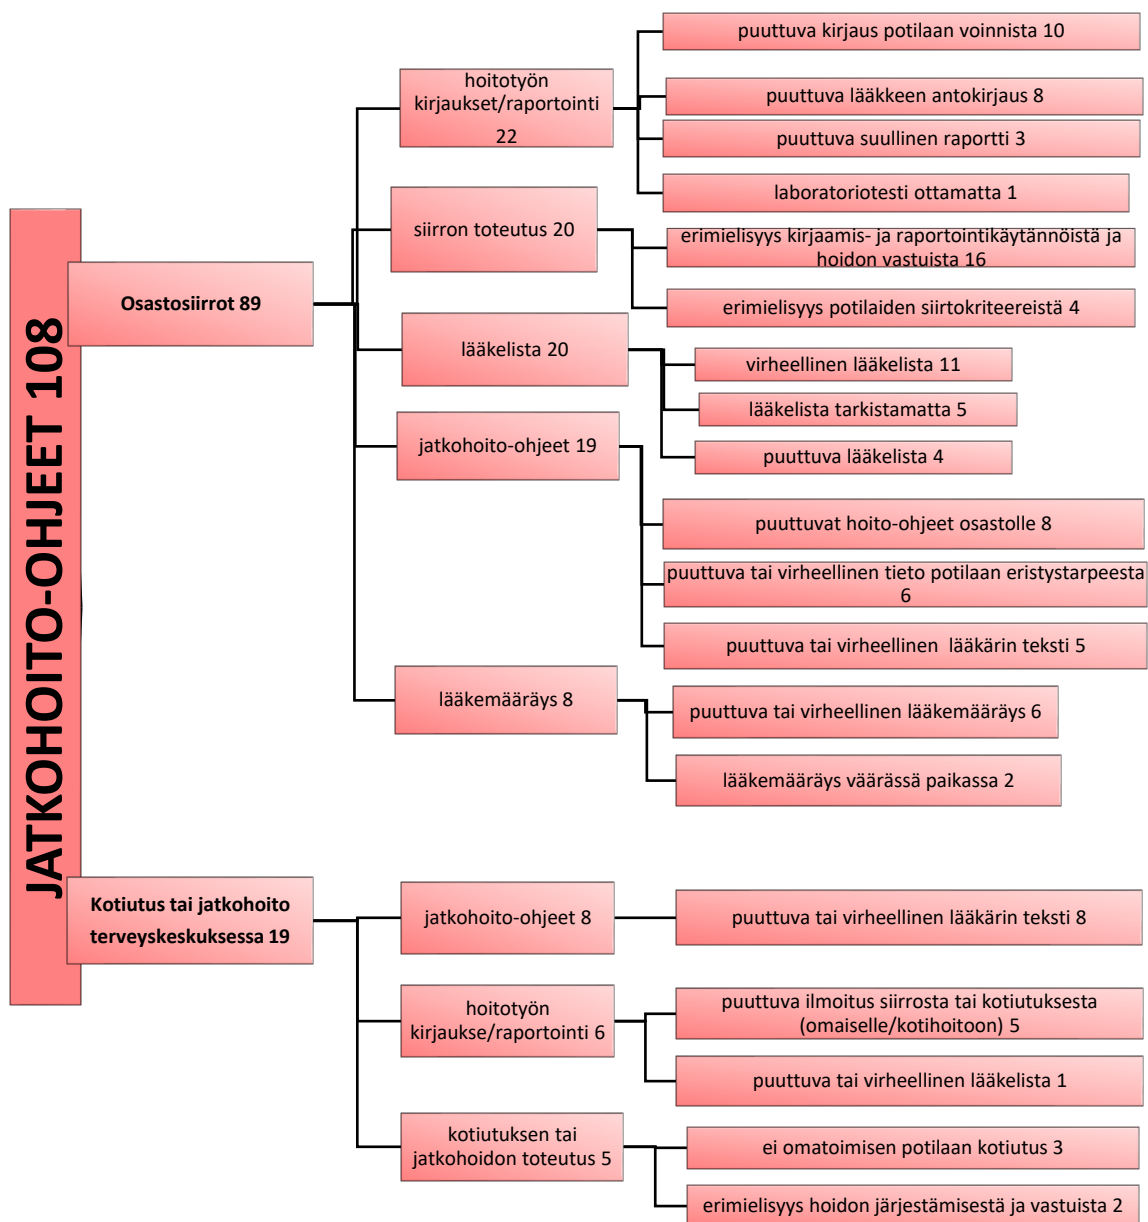 JATKOHOITO-OHJEET 108
Osastosiirrot 89
hoitotyön
kirjaukset/raportointi
22
puuttuva kirjaus potilaan voinnista 10
puuttuva lääkkeen antokirjaus 8
puuttuva suullinen raportti 3
laboratoriotesti ottamatta 1
siirron toteutus 20
erimielisyys kirjaamis- ja raportointikäytännöistä ja
hoidon vastuista 16
erimielisyys potilaiden siirtokriteereistä 4
lääkelista 20
virheellinen lääkelista 11
lääkelista tarkistamatta 5
puuttuva lääkelista 4
jatkohoito-ohjeet 19
puuttuvat hoito-ohjeet osastolle 8
puuttuva tai virheellinen tieto potilaan eristystarpeesta
6
puuttuva tai virheellinen lääkärin teksti 5
lääkemääräys 8
puuttuva tai virheellinen lääkemääräys 6
lääkemääräys väärässä paikassa 2
Kotiutus tai jatkohoito
terveyskeskuksessa 19
jatkohoito-ohjeet 8
puuttuva tai virheellinen lääkärin teksti 8
hoitotyön
kirjaukse/raportointi 6
puuttuva ilmoitus siirrosta tai kotiutuksesta
(omaiselle/kotihoitoon) 5
puuttuva tai virheellinen lääkelista 1
kotiutuksen tai
jatkohoidon toteutus 5
ei omatoimisen potilaan kotiutus 3
erimielisyys hoidon järjestämisestä ja vastuista 2